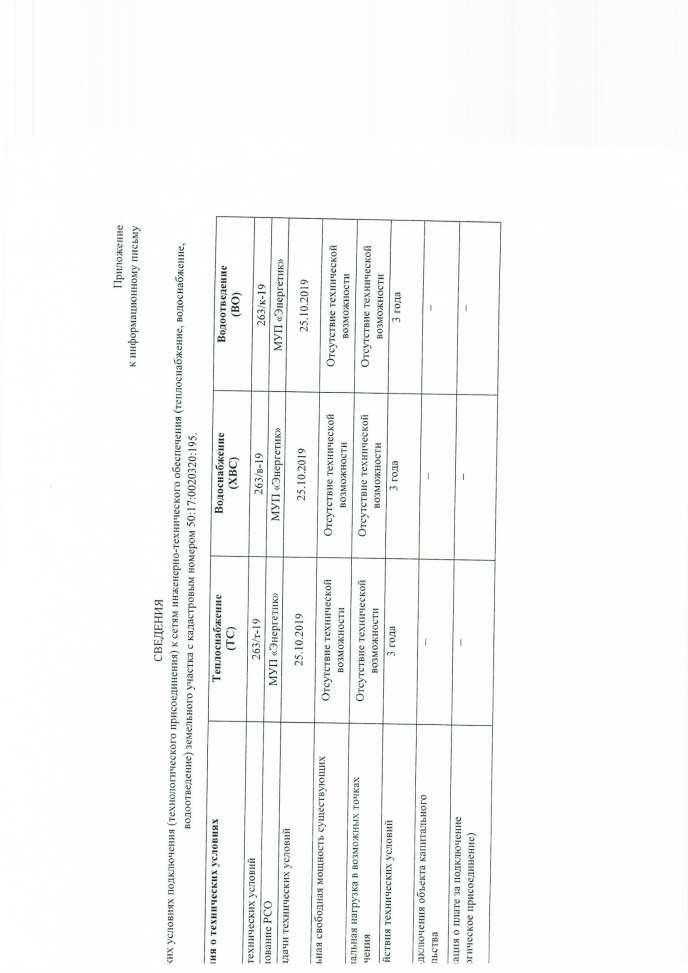 Приложение
к информационному письму
СВЕДЕНИЯ
ких условиях подключения (технологического присоединения) к сетям инженерно-технического обеспечения (теплоснабжение, водоснабжение,
водоотведение) земельного участка с кадастровым номером 50:17:0020320:195.
ия о технических условиях
Теплоснабжение
(ТС)
Водоснабжение
(ХВС)
Водоотведение
(ВО)
технических условий
263/т-19
263/в-19
263/к-19
ование РСО
МУП «Энергетик»
МУП «Энергетик»
МУП «Энергетик»
дачи технических условий
25.10.2019
25.10.2019
25.10.2019
ьная свободная мощность существующих
Отсутствие технической
возможности
Отсутствие технической
возможности
Отсутствие технической
возможности
альная нагрузка в возможных точках
чения
Отсутствие технической
возможности
Отсутствие технической
возможности
Отсутствие технической
возможности
йствия технических условий
3 года
3 года
3 года
дключения объекта капитального
льства
–
–
–
ация о плате за подключение
огическое присоединение)
–
–
–